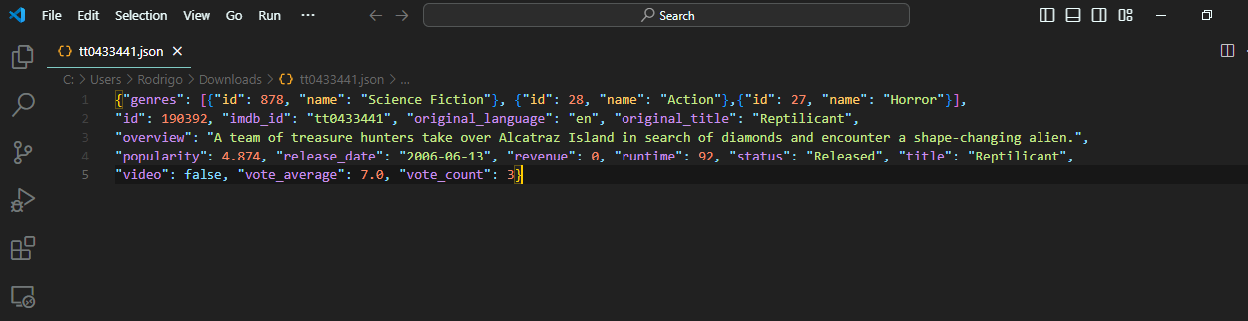 File Edit Selection View Go Run ··· Search
tt0433441.json
C: > Users > Rodrigo > Downloads > {} tt0433441.json > ...
1 {"genres": [{"id": 878, "name": "Science Fiction"}, {"id": 28, "name": "Action"},{"id": 27, "name": "Horror"}],
2 "id": 190392, "imdb_id": "tt0433441", "original_language": "en", "original_title": "Reptilicant",
3 "overview": "A team of treasure hunters take over Alcatraz Island in search of diamonds and encounter a shape-changing alien.",
4 "popularity": 4.874, "release_date": "2006-06-13", "revenue": 0, "runtime": 92, "status": "Released", "title": "Reptilicant",
5 "video": false, "vote_average": 7.0, "vote_count": 3}